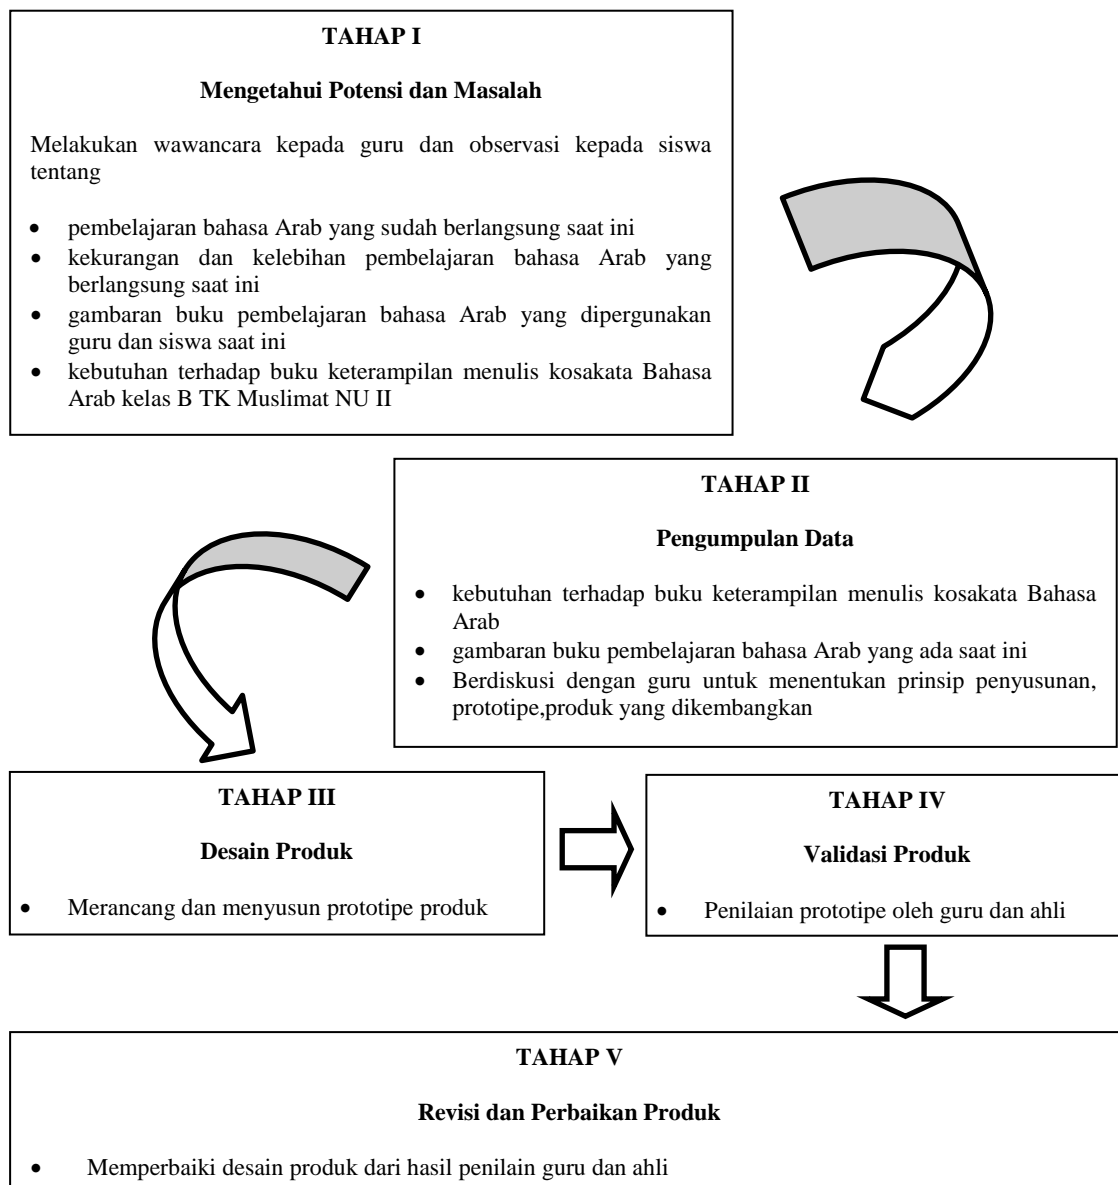 TAHAP I
Mengetahui Potensi dan Masalah
Melakukan wawancara kepada guru dan observasi kepada siswa
tentang
• pembelajaran bahasa Arab yang sudah berlangsung saat ini
• kekurangan dan kelebihan pembelajaran bahasa Arab yang
berlangsung saat ini
• gambaran buku pembelajaran bahasa Arab yang dipergunakan
guru dan siswa saat ini
• kebutuhan terhadap buku keterampilan menulis kosakata Bahasa
Arab kelas B TK Muslimat NU II
TAHAP II
Pengumpulan Data
• kebutuhan terhadap buku keterampilan menulis kosakata Bahasa
Arab
• gambaran buku pembelajaran bahasa Arab yang ada saat ini
• Berdiskusi dengan guru untuk menentukan prinsip penyusunan,
prototipe,produk yang dikembangkan
TAHAP III
Desain Produk
• Merancang dan menyusun prototipe produk
TAHAP IV
Validasi Produk
• Penilaian prototipe oleh guru dan ahli
TAHAP V
Revisi dan Perbaikan Produk
• Memperbaiki desain produk dari hasil penilain guru dan ahli